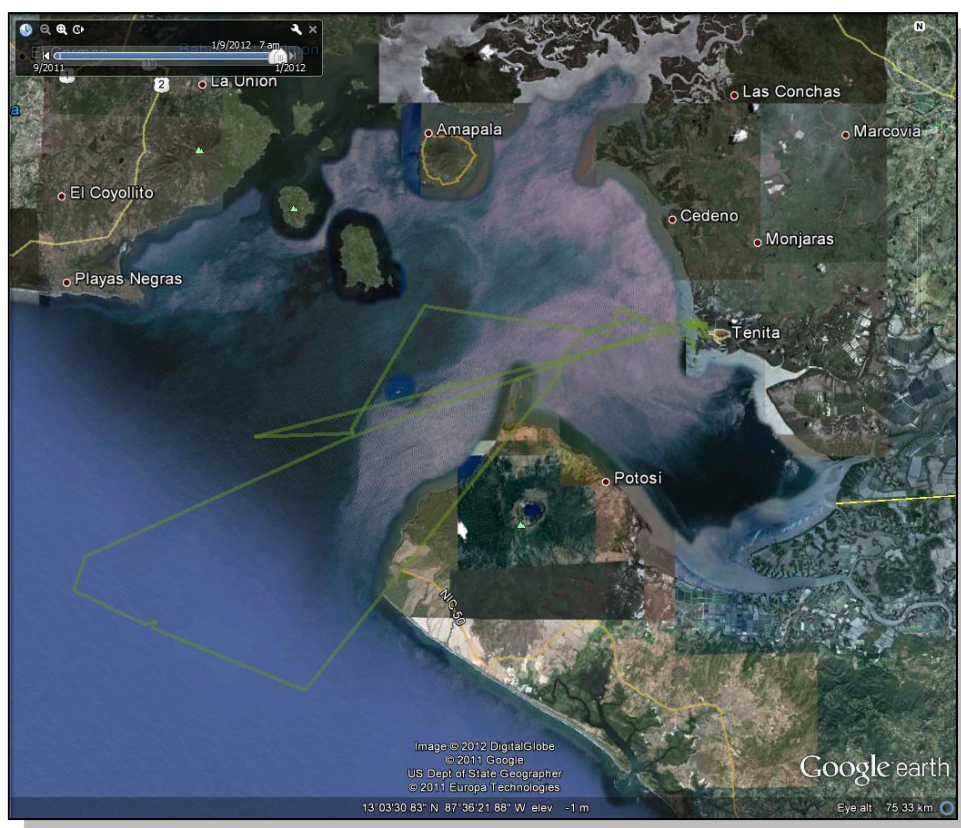 1/9/2012 7 am
9/2011
1/2012
N
2
La Union
Las Conchas
Amapala
Marcovia
El Coyollito
Cedeno
Monjaras
Playas Negras
Tenita
Potosí
NIC-50
Image © 2012 DigitalGlobe
© 2011 Google
US Dept of State Geographer
© 2011 Europa Technologies
Google earth
13°03'30 83" N 87°36'21 88" W elev -1 m
Eye alt 75 33 km